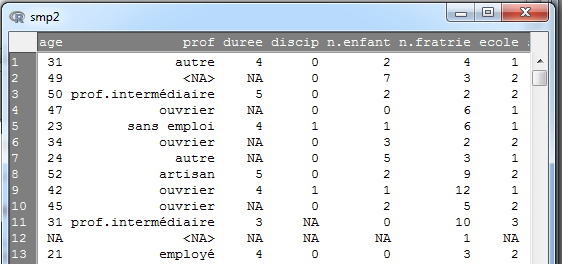 smp2
age prof duree discip n.enfant n.fratrie ecole
1 31 autre 4 0 2 4 1
2 49 <NA> NA 0 7 3 2
3 50 prof.intermédiaire 5 0 2 2 2
4 47 ouvrier NA 0 0 6 1
5 23 sans emploi 4 1 1 6 1
6 34 ouvrier NA 0 3 2 2
7 24 autre NA 0 5 3 1
8 52 artisan 5 0 2 9 2
9 42 ouvrier 4 1 1 12 1
10 45 ouvrier NA 0 2 5 2
11 31 prof.intermédiaire 3 NA 0 10 3
12 NA <NA> NA NA NA 1 NA
13 21 employé 4 0 0 3 2